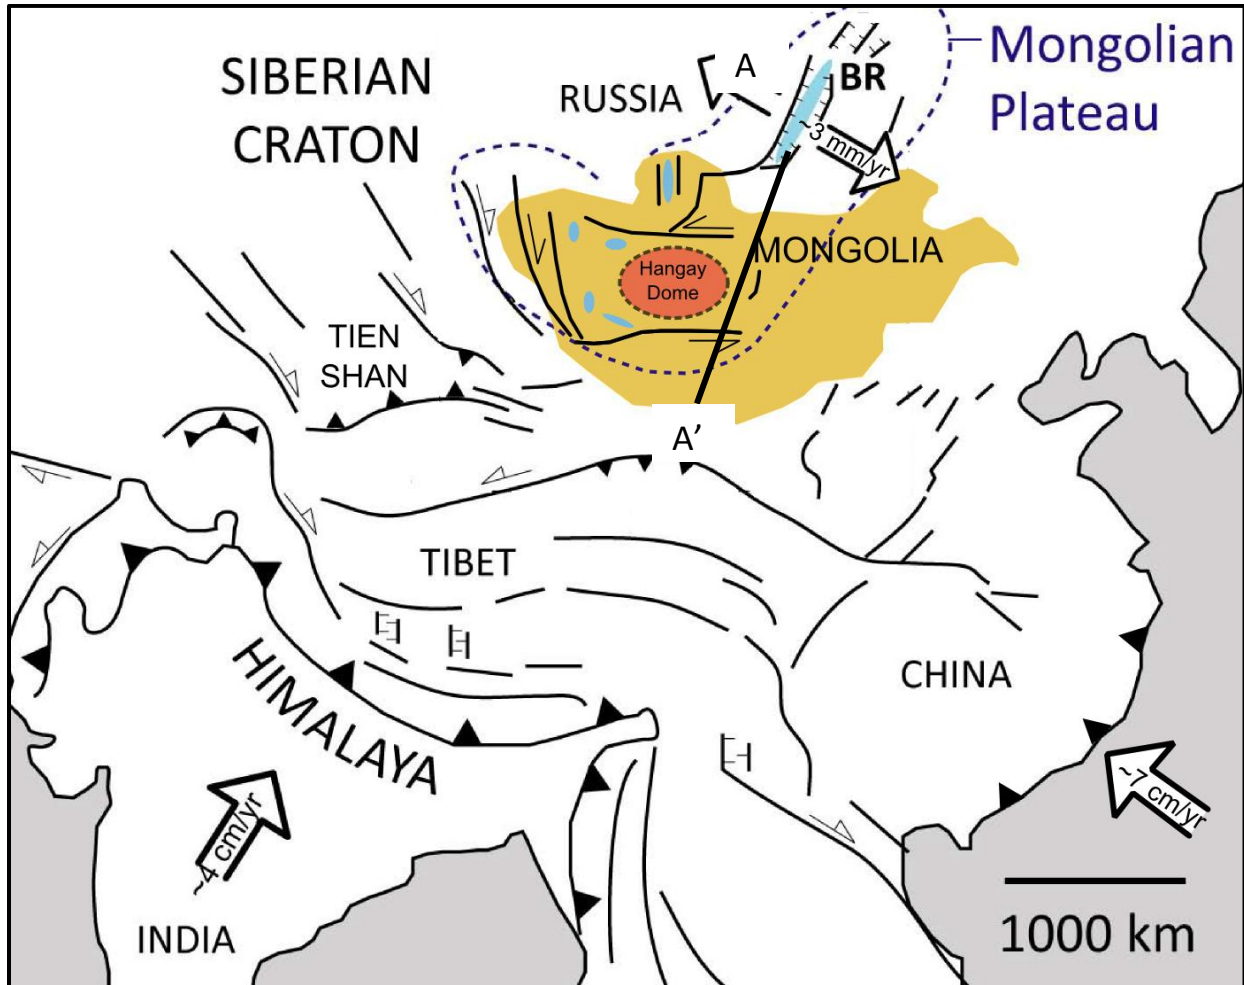 SIBERIAN
CRATON
RUSSIA
A
BR
Mongolian
Plateau
~3 mm/yr
MONGOLIA
Hangay
Dome
TIEN
SHAN
A’
TIBET
HIMALAYA
CHINA
~4 cm/yr
~7 cm/yr
INDIA
1000 km